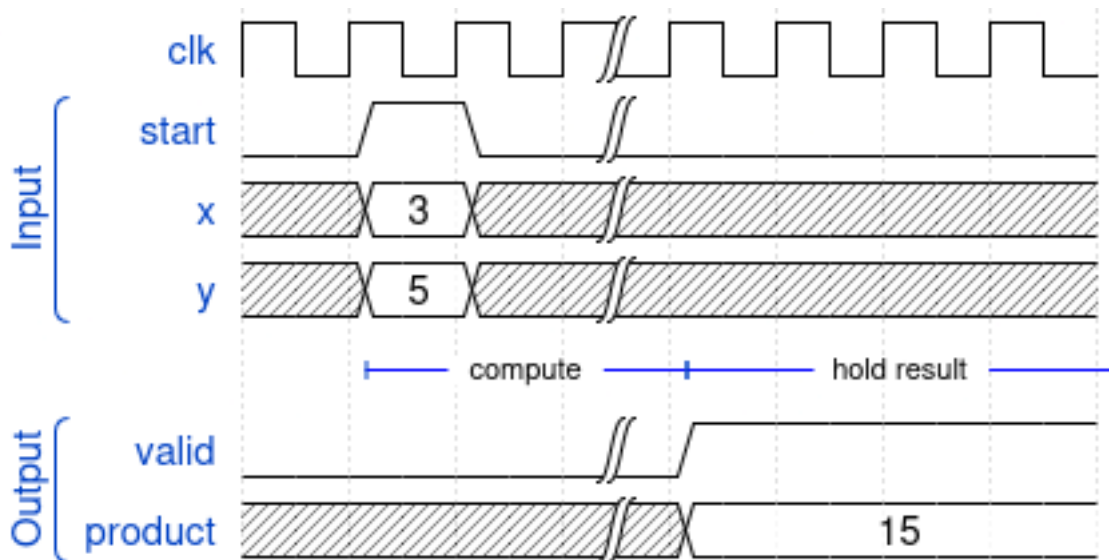 clk
Input
start
x
3
y
5
compute
hold result
Output
valid
product
15